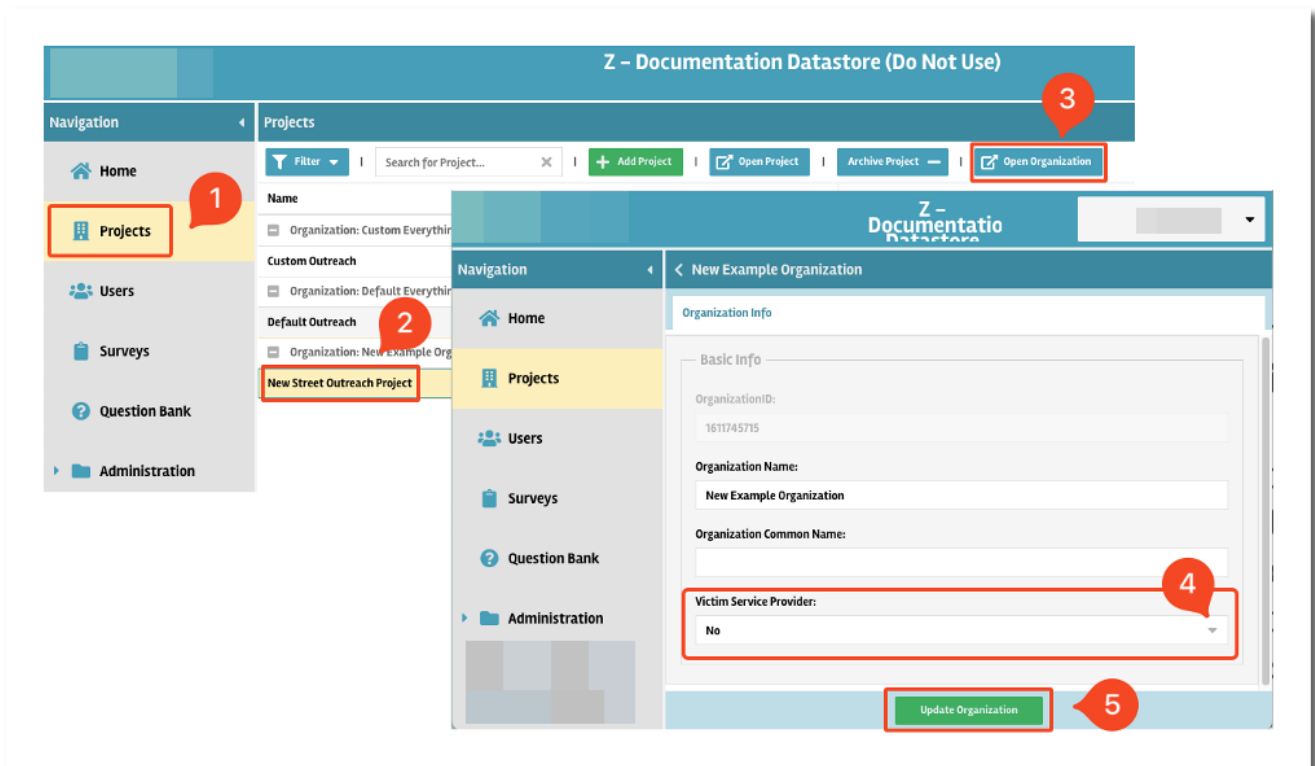 Z – Documentation Datastore (Do Not Use)
3
Navigation
Projects
Home
Filter
Search for Project...
Add Project
Open Project
Archive Project
Open Organization
1
Projects
Name
Organization: Custom Everythin
Custom Outreach
Users
Organization: Default Everythin
Default Outreach
2
Surveys
Organization: New Example Org
New Street Outreach Project
Question Bank
Administration
Z –
Documentatio
Datastore
Navigation
New Example Organization
Home
Organization Info
Projects
Basic Info
OrganizationID:
1611745715
Users
Organization Name:
New Example Organization
Surveys
Organization Common Name:
Question Bank
4
Victim Service Provider:
No
Administration
Update Organization
5